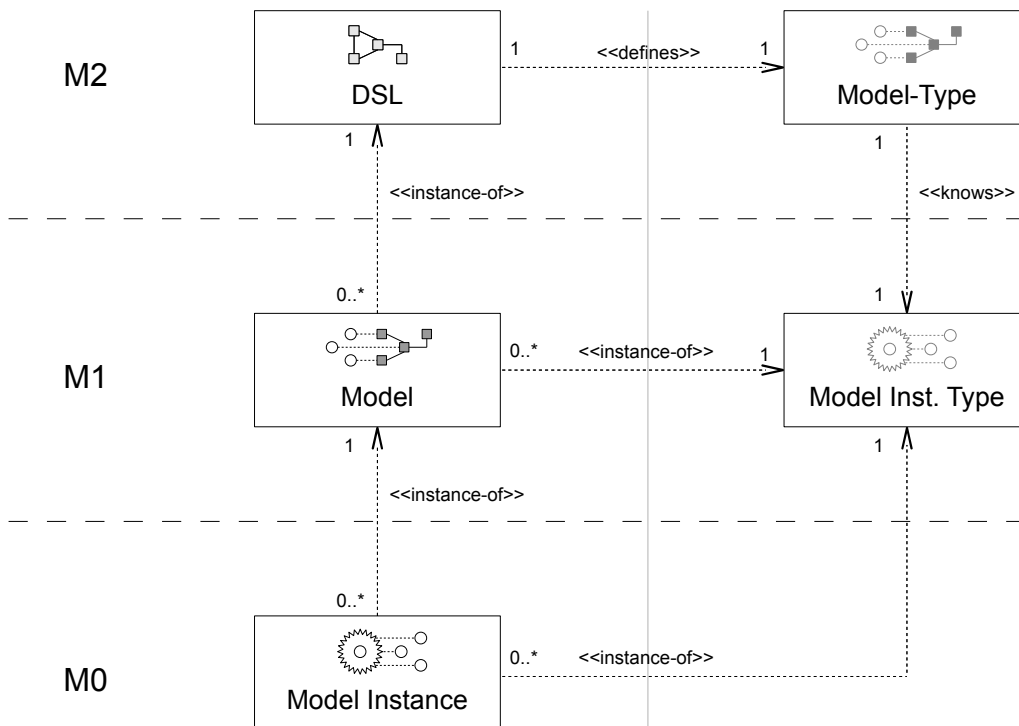 M2
DSL
1
<<defines>>
1
Model-Type
1
<<instance-of>>
1
<<knows>>
0..*
1
M1
Model
0..*
<<instance-of>>
1
Model Inst. Type
1
<<instance-of>>
1
0..*
M0
Model Instance
0..*
<<instance-of>>